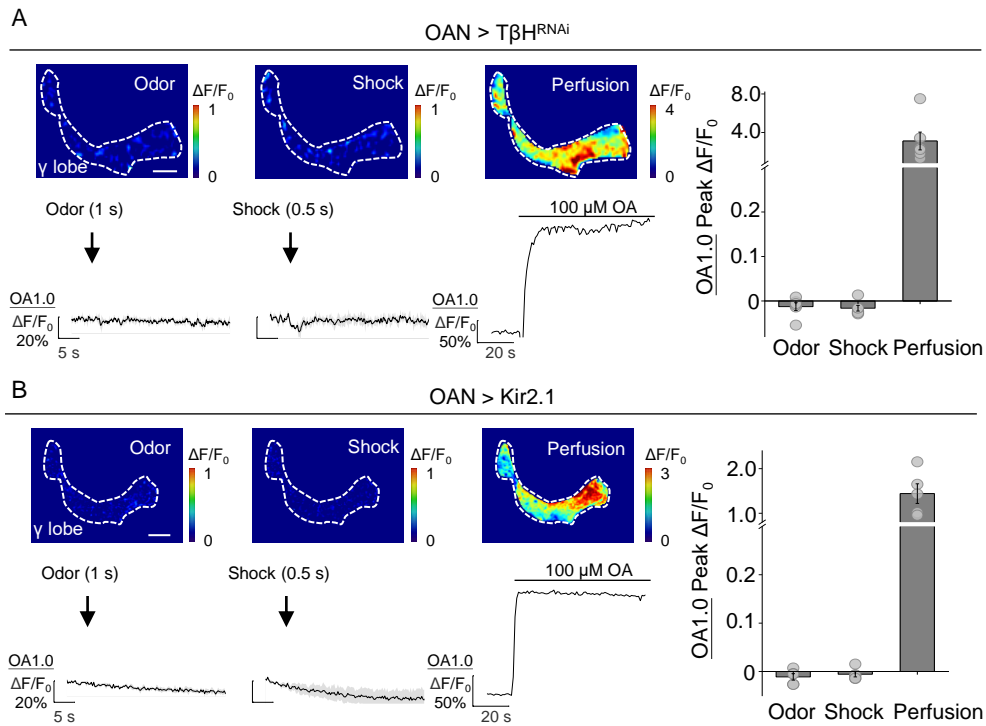 A
OAN > TβHRNAi
Odor
γ lobe
ΔF/F0
1
0
Shock
ΔF/F0
1
0
Perfusion
ΔF/F0
4
0
Odor (1 s)
Shock (0.5 s)
100 μM OA
OA1.0
ΔF/F0
20%
5 s
OA1.0
ΔF/F0
50%
20 s
OA1.0 Peak ΔF/F0
8.0
4.0
0.2
0.1
0
Odor Shock Perfusion
B
OAN > Kir2.1
Odor
γ lobe
ΔF/F0
1
0
Shock
ΔF/F0
1
0
Perfusion
ΔF/F0
3
0
Odor (1 s)
Shock (0.5 s)
100 μM OA
OA1.0
ΔF/F0
20%
5 s
OA1.0
ΔF/F0
50%
20 s
OA1.0 Peak ΔF/F0
2.0
1.0
0.2
0.1
0
Odor Shock Perfusion